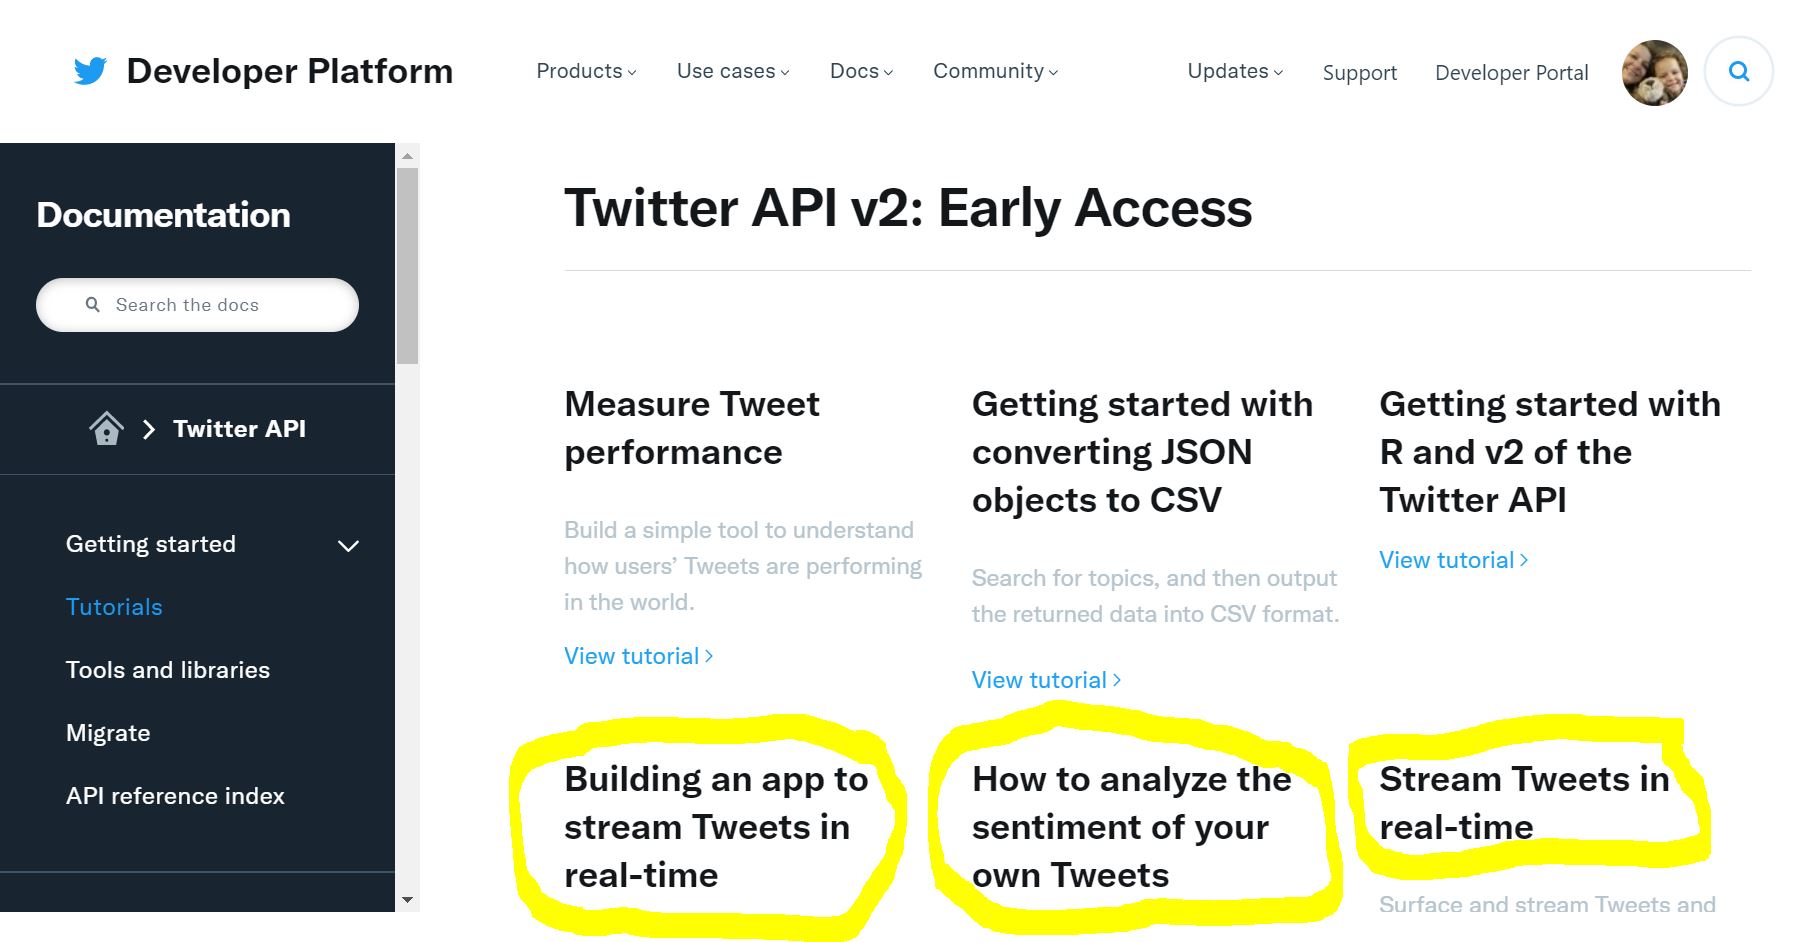 Developer Platform
Products
Use cases
Docs
Community
Updates
Support
Developer Portal
Documentation
Search the docs
Twitter API
Getting started
Tutorials
Tools and libraries
Migrate
API reference index
Twitter API v2: Early Access
Measure Tweet
performance
Build a simple tool to understand
how users’ Tweets are performing
in the world.
View tutorial
Getting started with
converting JSON
objects to CSV
Search for topics, and then output
the returned data into CSV format.
View tutorial
Getting started with
R and v2 of the
Twitter API
View tutorial
Building an app to
stream Tweets in
real-time
How to analyze the
sentiment of your
own Tweets
Stream Tweets in
real-time
Surface and stream Tweets and